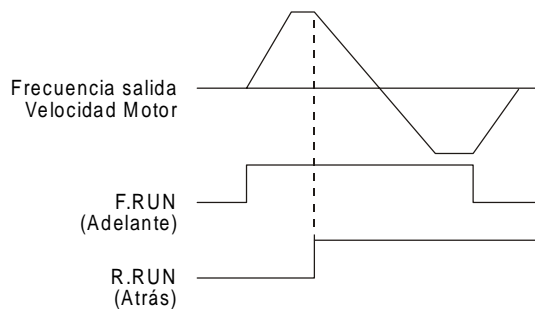 Frecuencia salida
Velocidad Motor
F.RUN
(Adelante)
R.RUN
(Atrás)